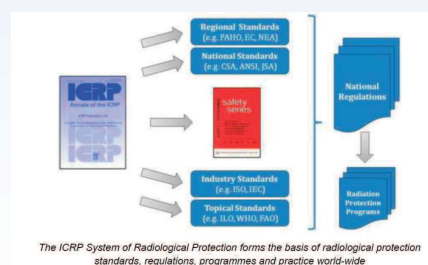 Regional Standards
(e.g. PAHO, EC, NEA)
National Standards
(e.g. CSA, ANSI, JSA)
ICRP
Annals of the ICRP
safety
series
National
Regulations
Industry Standards
(e.g. ISO, IEC)
Topical Standards
(e.g. ILO, WHO, FAO)
Radiation
Protection
Programs
The ICRP System of Radiological Protection forms the basis of radiological protection
standards, regulations, programmes and practice world-wide